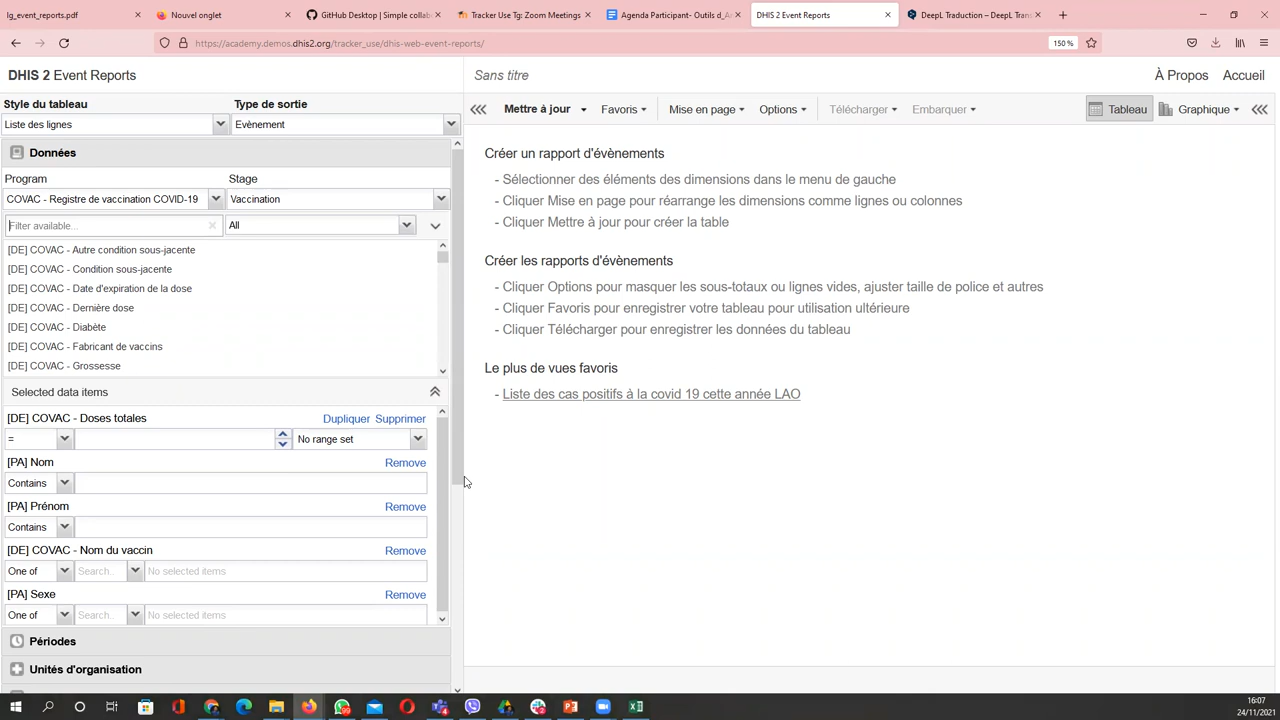 lg_event_reports.pdf
Nouvel onglet
GitHub Desktop | Simple collab
Tracker Use Tg: Zoom Meetings
Agenda Participant- Outils d_A
DHIS 2 Event Reports
DeepL Traduction – DeepL Tran
https://academy.demos.dhis2.org/tracker_use/dhis-web-event-reports/
150 %
DHIS 2 Event Reports
Sans titre
À Propos
Accueil
Style du tableau
Type de sortie
Liste des lignes
Evènement
Mettre à jour
Favoris
Mise en page
Options
Télécharger
Embarquer
Tableau
Graphique
Données
Program
Stage
COVAC - Registre de vaccination COVID-19
Vaccination
Filter available...
All
[DE] COVAC - Autre condition sous-jacente
[DE] COVAC - Condition sous-jacente
[DE] COVAC - Date d'expiration de la dose
[DE] COVAC - Dernière dose
[DE] COVAC - Diabète
[DE] COVAC - Fabricant de vaccins
[DE] COVAC - Grossesse
Selected data items
[DE] COVAC - Doses totales
Dupliquer
Supprimer
=
No range set
[PA] Nom
Remove
Contains
[PA] Prénom
Remove
Contains
[DE] COVAC - Nom du vaccin
Remove
One of
Search..
No selected items
[PA] Sexe
Remove
One of
Search..
No selected items
Périodes
Unités d'organisation
Créer un rapport d'évènements
- Sélectionner des éléments des dimensions dans le menu de gauche
- Cliquer Mise en page pour réarrange les dimensions comme lignes ou colonnes
- Cliquer Mettre à jour pour créer la table
Créer les rapports d'évènements
- Cliquer Options pour masquer les sous-totaux ou lignes vides, ajuster taille de police et autres
- Cliquer Favoris pour enregistrer votre tableau pour utilisation ultérieure
- Cliquer Télécharger pour enregistrer les données du tableau
Le plus de vues favoris
- Liste des cas positifs à la covid 19 cette année LAO
16:07
24/11/2021